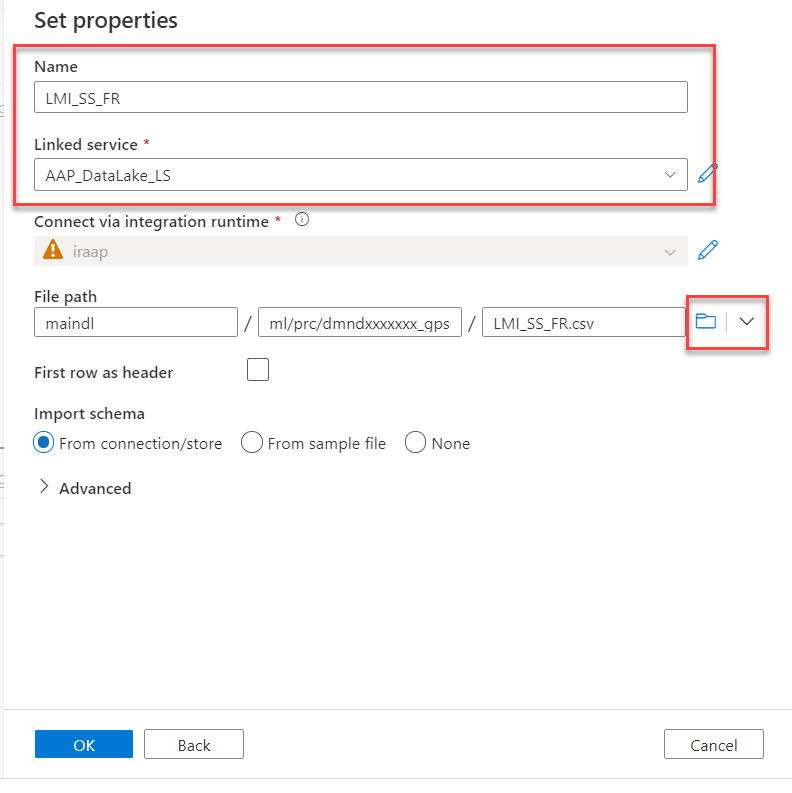 Set properties
Name
LMI_SS_FR
Linked service *
AAP_DataLake_LS
Connect via integration runtime *
iraap
File path
maindl / ml/prc/dmndxxxxxxx_gps / LMI_SS_FR.csv
First row as header
Import schema
From connection/store From sample file None
Advanced
OK Back Cancel